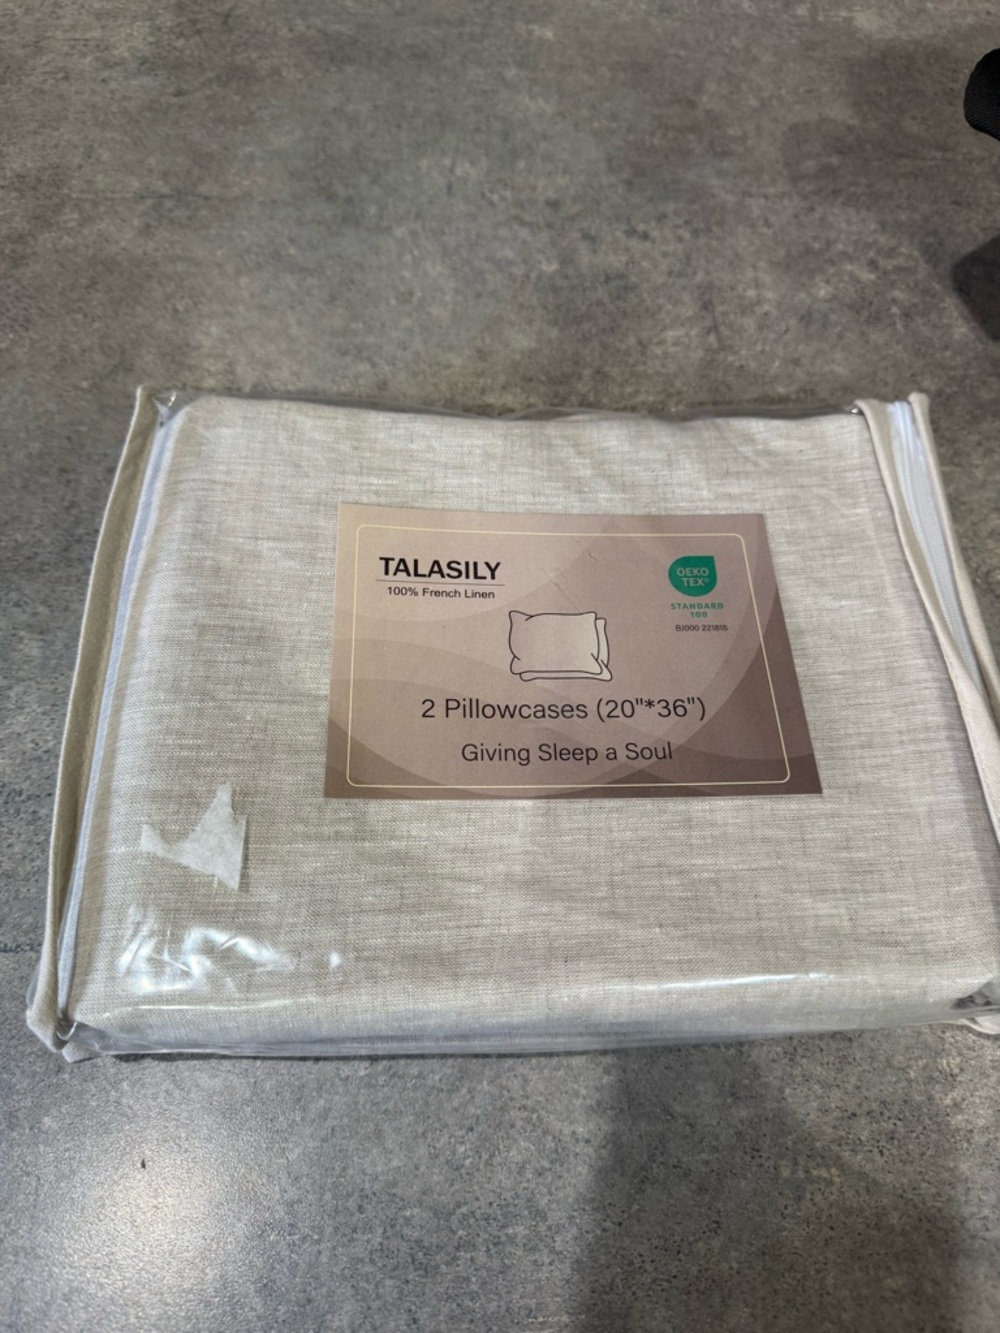 TALASILY
100% French Linen
OEKO
TEX®
STANDARD
100
BJ000 221815
2 Pillowcases (20"*36")
Giving Sleep a Soul